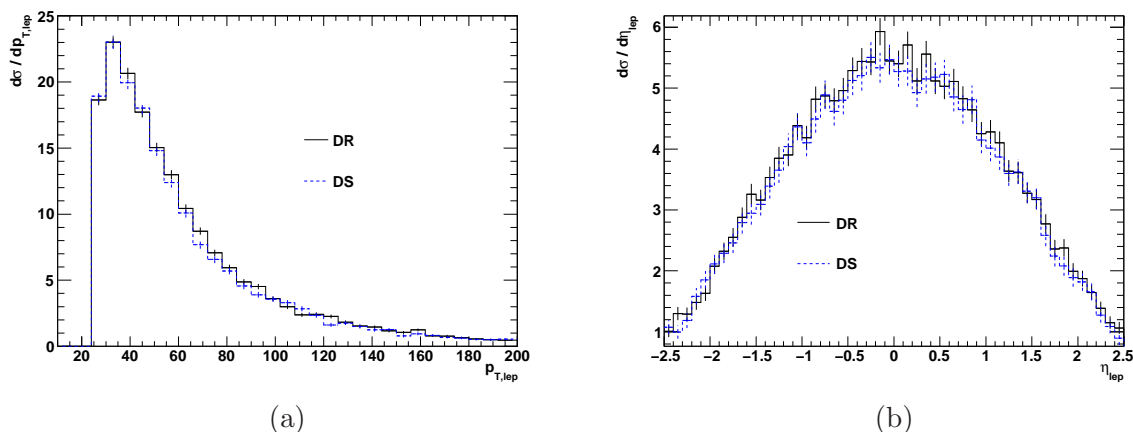 dσ / dp_T,lep
25
20
15
10
5
0
DR
DS
20 40 60 80 100 120 140 160 180 200
p_T,lep
(a)
dσ / dη_lep
6
5
4
3
2
1
DR
DS
−2.5 −2 −1.5 −1 −0.5 0 0.5 1 1.5 2 2.5
η_lep
(b)